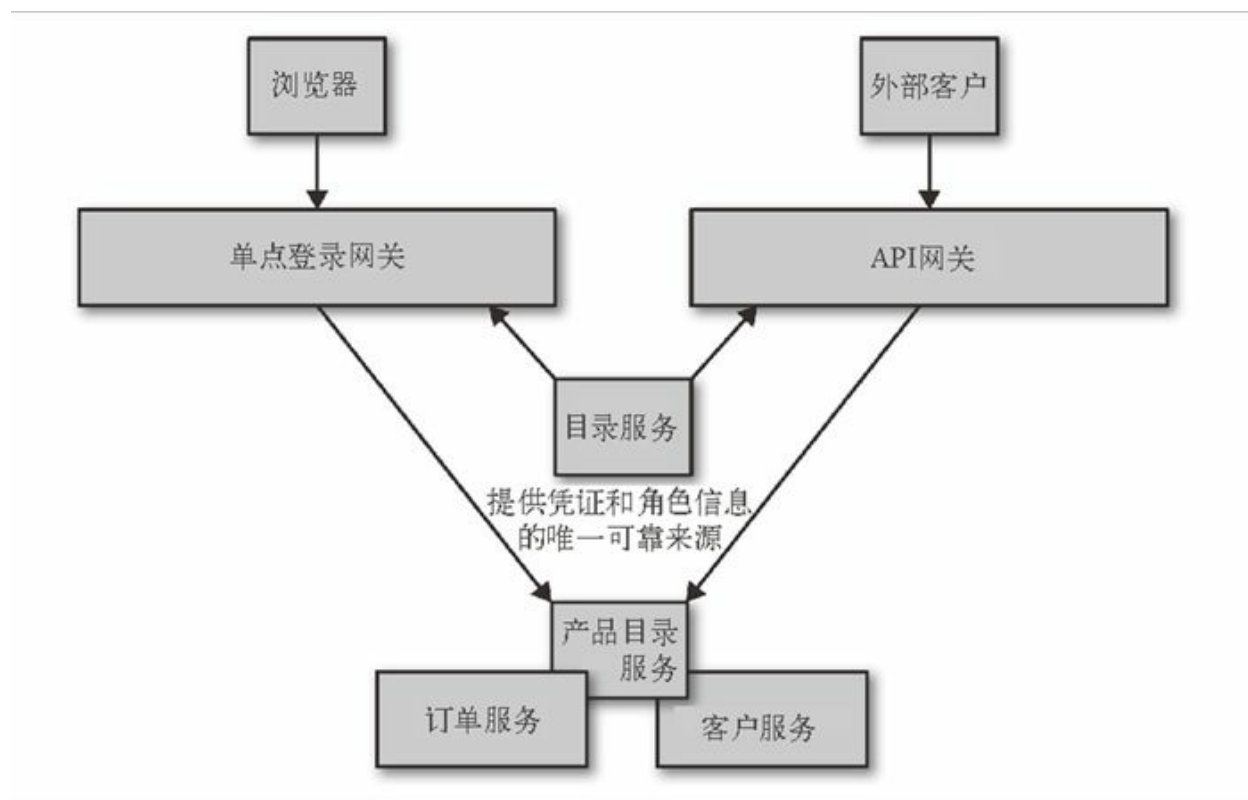 浏览器
外部客户
单点登录网关
API网关
目录服务
提供凭证和角色信息
的唯一可靠来源
产品目录
服务
订单服务
客户服务